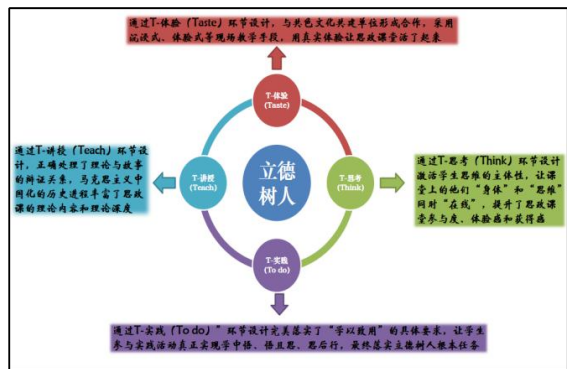 通过T-体验（Taste）环节设计，与共色文化共建单位形成合作，采用
沉浸式、体验式等现场教学手段，用真实体验让思政课堂活了起来
T-体验
(Taste)
通过T-讲授（Teach）环节设
计，正确处理了理论与故事
的辩证关系，马克思主义中
国化的历史进程丰富了思政
课的理论内容和理论深度
T-讲授
(Teach)
立德
树人
T-思考
(Think)
通过T-思考（Think）环节设计
激活学生思维的主体性，让课
堂上的他们“身体”和“思维”
同时“在线”，提升了思政课
堂参与度、体验感和获得感
T-实践
(To do)
通过T-实践（To do）”环节设计完美落实了“学以致用”的具体要求，让学生
参与实践活动真正实现学中悟、悟且思、思后行，最终落实立德树人根本任务